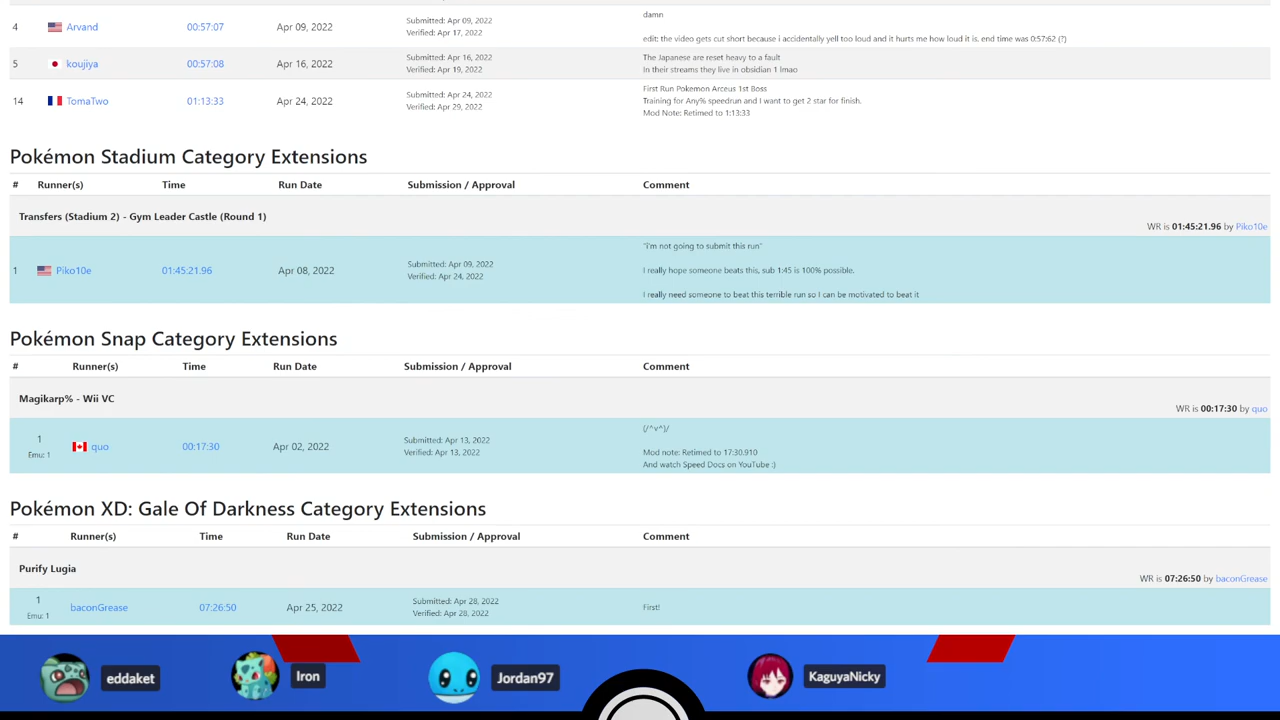 damn
4 Arvand 00:57:07 Apr 09, 2022 Submitted: Apr 09, 2022
Verified: Apr 17, 2022
edit: the video gets cut short because i accidentally yell too loud and it hurts me how loud it is. end time was 0:57:62 (?)
5 koujiya 00:57:08 Apr 16, 2022 Submitted: Apr 16, 2022 The Japanese are reset heavy to a fault
Verified: Apr 19, 2022 In their streams they live in obsidian 1 lmao
First Run Pokemon Arceus 1st Boss
14 TomaTwo 01:13:33 Apr 24, 2022 Submitted: Apr 24, 2022 Training for Any% speedrun and I want to get 2 star for finish.
Verified: Apr 29, 2022 Mod Note: Retimed to 1:13:33
Pokémon Stadium Category Extensions
# Runner(s) Time Run Date Submission / Approval Comment
Transfers (Stadium 2) - Gym Leader Castle (Round 1)
WR is 01:45:21.96 by Piko10e
"i'm not going to submit this run"
1 Piko10e 01:45:21.96 Apr 08, 2022 Submitted: Apr 09, 2022 I really hope someone beats this, sub 1:45 is 100% possible.
Verified: Apr 24, 2022
I really need someone to beat this terrible run so I can be motivated to beat it
Pokémon Snap Category Extensions
# Runner(s) Time Run Date Submission / Approval Comment
Magikarp% - Wii VC
WR is 00:17:30 by quo
(/^v^)/
1 quo 00:17:30 Apr 02, 2022 Submitted: Apr 13, 2022
Emu: 1 Verified: Apr 13, 2022 Mod note: Retimed to 17:30.910
And watch Speed Docs on YouTube :)
Pokémon XD: Gale Of Darkness Category Extensions
# Runner(s) Time Run Date Submission / Approval Comment
Purify Lugia
WR is 07:26:50 by baconGrease
1 baconGrease 07:26:50 Apr 25, 2022 Submitted: Apr 28, 2022 First!
Emu: 1 Verified: Apr 28, 2022
eddaket Iron Jordan97 KaguyaNicky